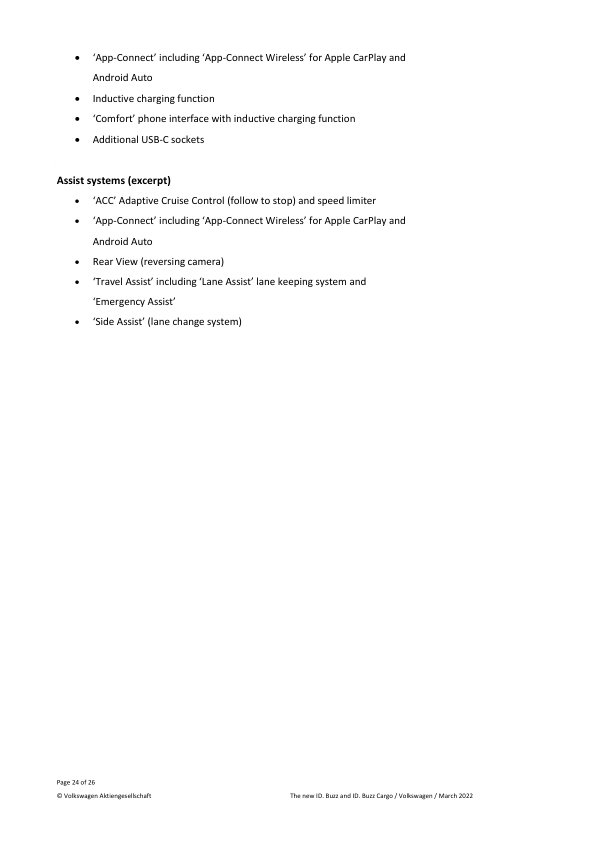 • ‘App-Connect’ including ‘App-Connect Wireless’ for Apple CarPlay and
Android Auto
• Inductive charging function
• ‘Comfort’ phone interface with inductive charging function
• Additional USB-C sockets
Assist systems (excerpt)
• ‘ACC’ Adaptive Cruise Control (follow to stop) and speed limiter
• ‘App-Connect’ including ‘App-Connect Wireless’ for Apple CarPlay and
Android Auto
• Rear View (reversing camera)
• ‘Travel Assist’ including ‘Lane Assist’ lane keeping system and
‘Emergency Assist’
• ‘Side Assist’ (lane change system)
Page 24 of 26
© Volkswagen Aktiengesellschaft The new ID. Buzz and ID. Buzz Cargo / Volkswagen / March 2022